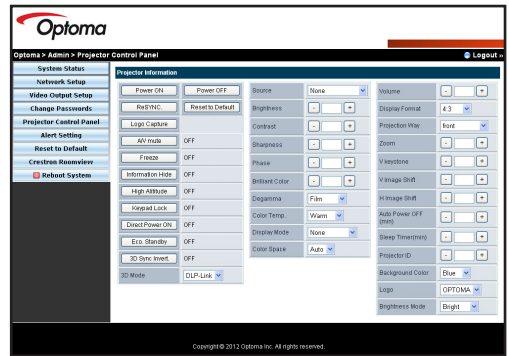 Optoma
Optoma > Admin > Projector Control Panel
Logout »
System Status
Network Setup
Video Output Setup
Change Passwords
Projector Control Panel
Alert Setting
Reset to Default
Crestron Roomview
Reboot System
Projector Information
Power ON Power OFF
ReSYNC. Reset to Default
Logo Capture
A/V mute OFF
Freeze OFF
Information Hide OFF
High Altitude OFF
Keypad Lock OFF
Direct Power ON OFF
Eco. Standby OFF
3D Sync Invert. OFF
3D Mode DLP-Link
Source None
Brightness - +
Contrast - +
Sharpness - +
Phase - +
Brilliant Color - +
Degamma Film
Color Temp. Warm
Display Mode None
Color Space Auto
Volume - +
Display Format 4:3
Projection Way front
Zoom - +
V.keystone - +
V Image Shift - +
H Image Shift - +
Auto Power OFF
(min) - +
Sleep Timer(min) - +
Projector ID - +
Background Color Blue
Logo OPTOMA
Brightness Mode Bright
Copyright © 2012 Optoma Inc. All rights reserved.